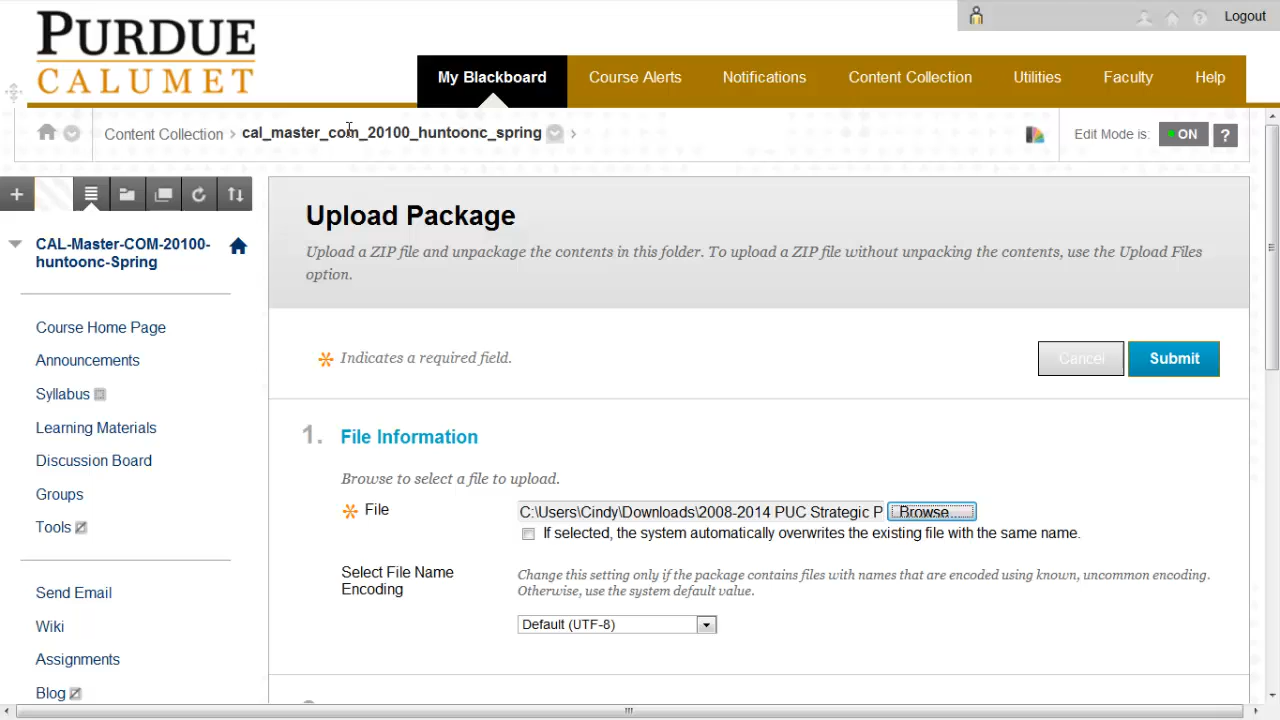 PURDUE
CALUMET
Logout
My Blackboard
Course Alerts
Notifications
Content Collection
Utilities
Faculty
Help
Content Collection > cal_master_com_20100_huntoonc_spring >
Edit Mode is: ON ?
CAL-Master-COM-20100-
huntoonc-Spring
Course Home Page
Announcements
Syllabus
Learning Materials
Discussion Board
Groups
Tools
Send Email
Wiki
Assignments
Blog
Upload Package
Upload a ZIP file and unpackage the contents in this folder. To upload a ZIP file without unpacking the contents, use the Upload Files
option.
Indicates a required field.
Cancel
Submit
1. File Information
Browse to select a file to upload.
File
C:\Users\Cindy\Downloads\2008-2014 PUC Strategic P
Browse...
If selected, the system automatically overwrites the existing file with the same name.
Select File Name
Encoding
Change this setting only if the package contains files with names that are encoded using known, uncommon encoding.
Otherwise, use the system default value.
Default (UTF-8)